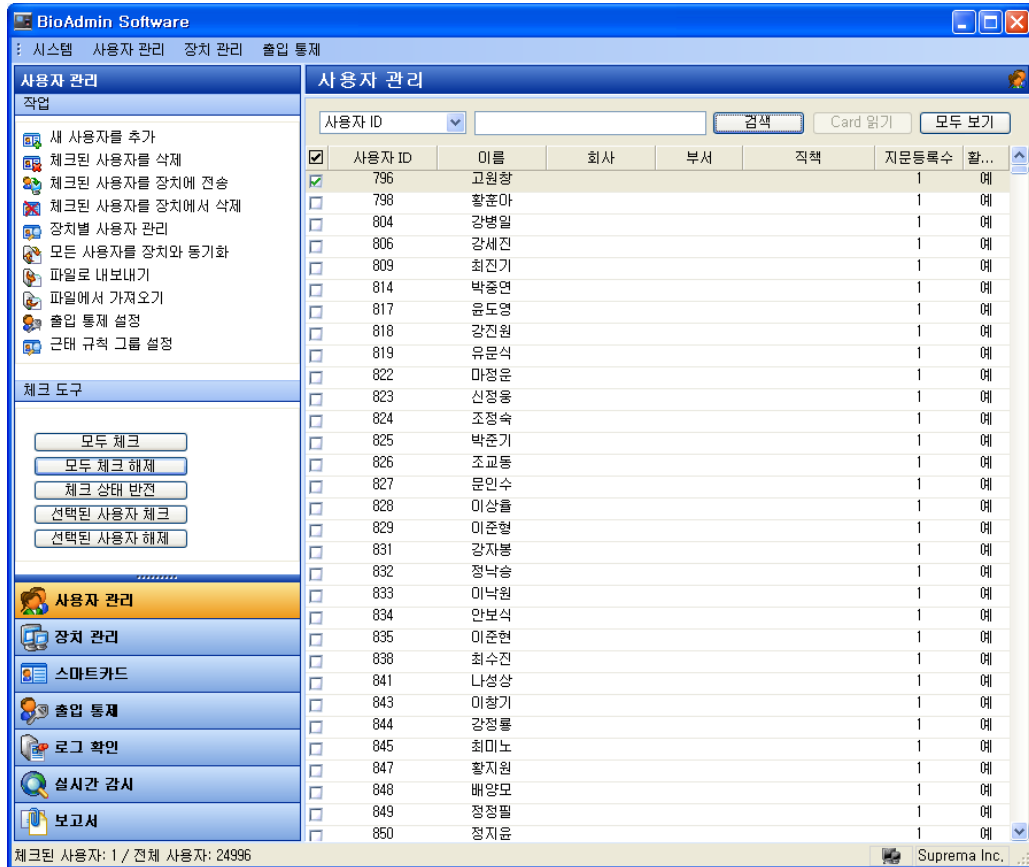 BioAdmin Software
시스템 사용자 관리 장치 관리 출입 통제
사용자 관리
작업
새 사용자를 추가
체크된 사용자를 삭제
체크된 사용자를 장치에 전송
체크된 사용자를 장치에서 삭제
장치별 사용자 관리
모든 사용자를 장치와 동기화
파일로 내보내기
파일에서 가져오기
출입 통제 설정
근태 규칙 그룹 설정
체크 도구
모두 체크
모두 체크 해제
체크 상태 반전
선택된 사용자 체크
선택된 사용자 해제
사용자 관리
장치 관리
스마트카드
출입 통제
로그 확인
실시간 감시
보고서
사용자 관리
사용자 ID 검색 Card 읽기 모두 보기
사용자 ID 이름 회사 부서 직책 지문등록수 활...
796 고원창 1 예
798 황훈아 1 예
804 강병일 1 예
806 강세진 1 예
809 최진기 1 예
814 박중연 1 예
817 윤도영 1 예
818 강진원 1 예
819 유문식 1 예
822 마정운 1 예
823 신정웅 1 예
824 조정숙 1 예
825 박준기 1 예
826 조교동 1 예
827 문인수 1 예
828 이상율 1 예
829 이준형 1 예
831 강자봉 1 예
832 정낙승 1 예
833 이낙원 1 예
834 안보식 1 예
835 이준현 1 예
838 최수진 1 예
841 나성상 1 예
843 이창기 1 예
844 강정룡 1 예
845 최미노 1 예
847 황지원 1 예
848 배양모 1 예
849 정정필 1 예
850 정지윤 1 예
체크된 사용자: 1 / 전체 사용자: 24996 Suprema Inc.